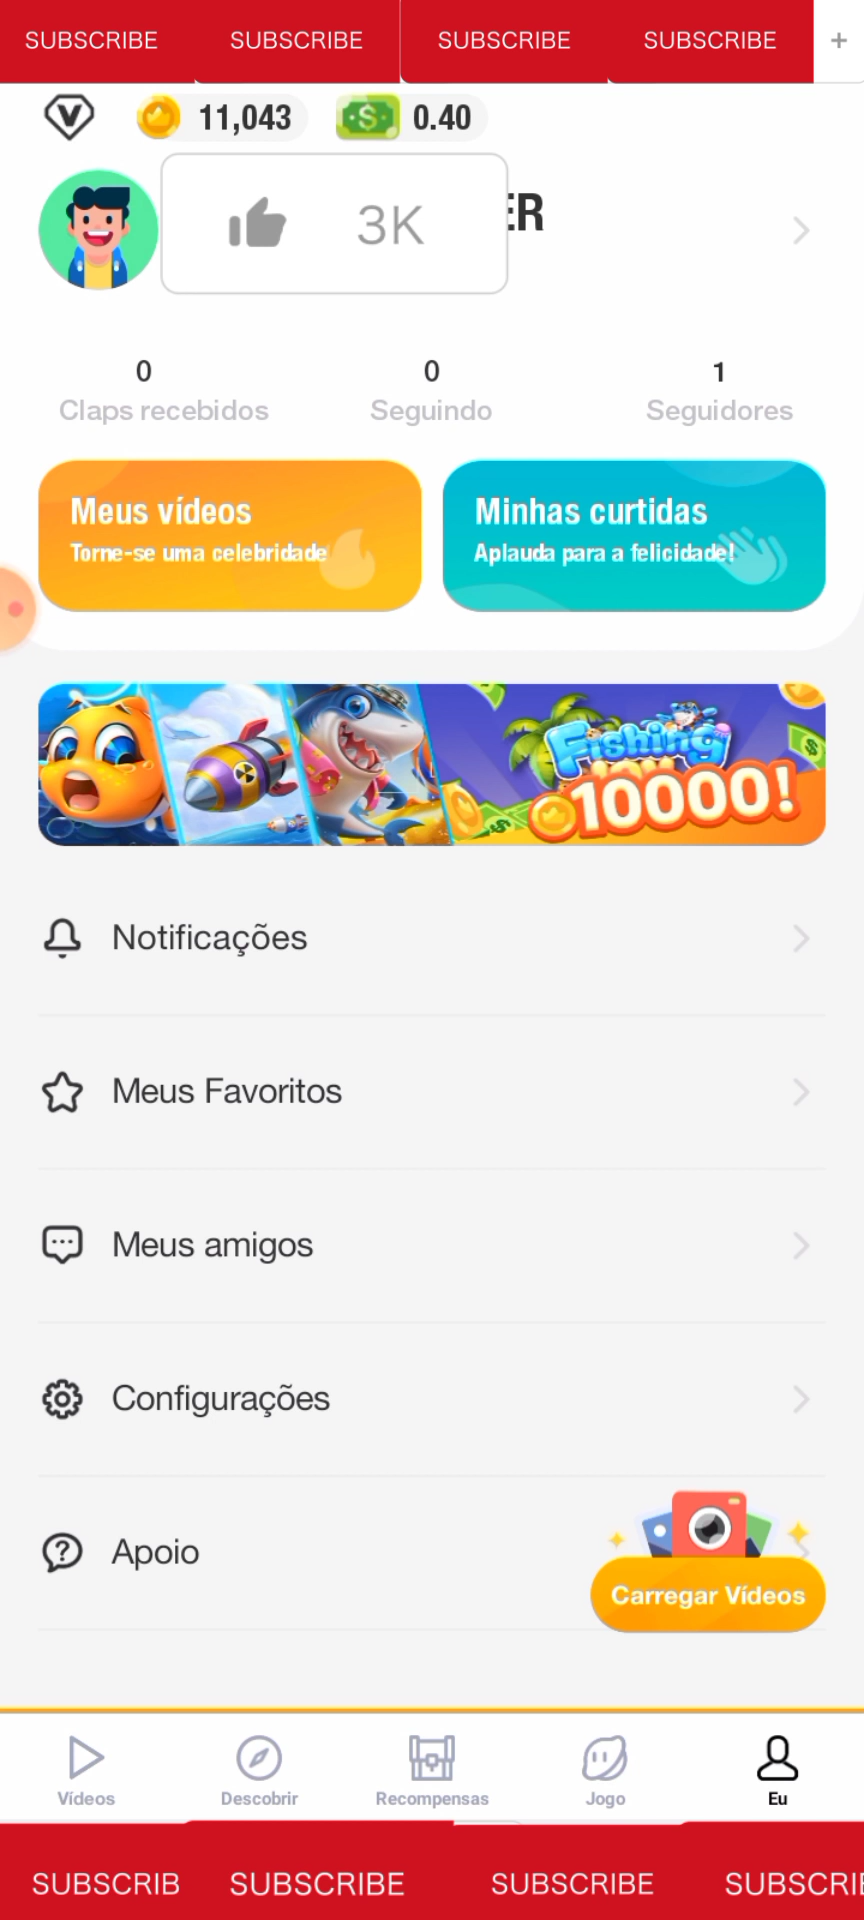 SUBSCRIBE SUBSCRIBE SUBSCRIBE SUBSCRIBE +
11,043 0.40
3K ER
0 0 1
Claps recebidos Seguindo Seguidores
Meus vídeos Minhas curtidas
Torne-se uma celebridade Aplauda para a felicidade!
Fishing
10000!
Notificações
Meus Favoritos
Meus amigos
Configurações
Apoio
Carregar Vídeos
Vídeos Descobrir Recompensas Jogo Eu
SUBSCRIB SUBSCRIBE SUBSCRIBE SUBSCRIBE